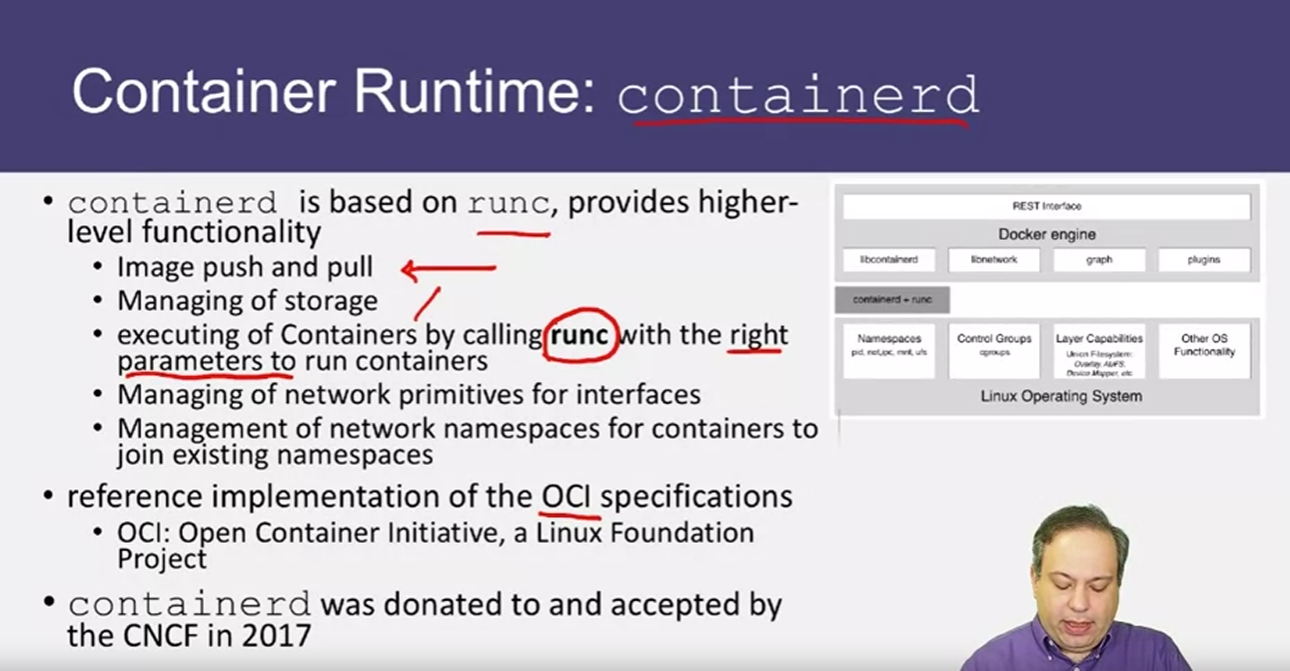 Container Runtime: containerd
• containerd is based on runc, provides higher-
level functionality
• Image push and pull
• Managing of storage
• executing of Containers by calling runc with the right
parameters to run containers
• Managing of network primitives for interfaces
• Management of network namespaces for containers to
join existing namespaces
• reference implementation of the OCI specifications
• OCI: Open Container Initiative, a Linux Foundation
Project
• containerd was donated to and accepted by
the CNCF in 2017
REST Interface
Docker engine
libcontainerd libnetwork graph plugins
containerd + runc
Namespaces
pid, net, ipc, mnt, ufs
Control Groups
cgroups
Layer Capabilities
Union Filesystem:
Overlay, AUFS,
Device Mapper, etc
Other OS
Functionality
Linux Operating System